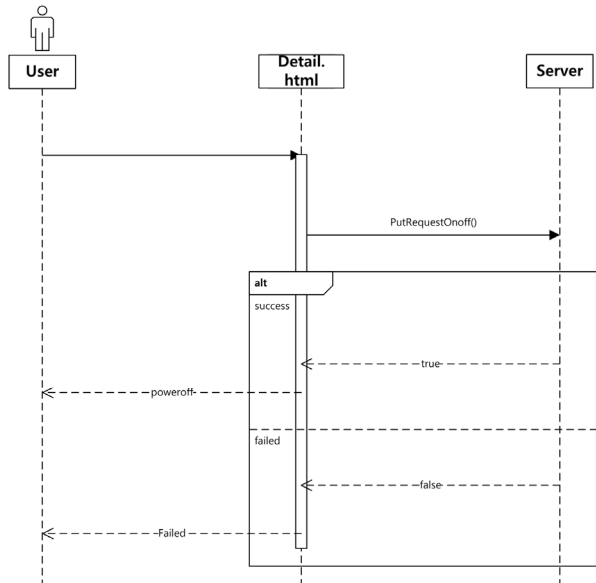 User
Detail.
html
Server
PutRequestOnoff()
alt
success
true
poweroff
failed
false
Failed